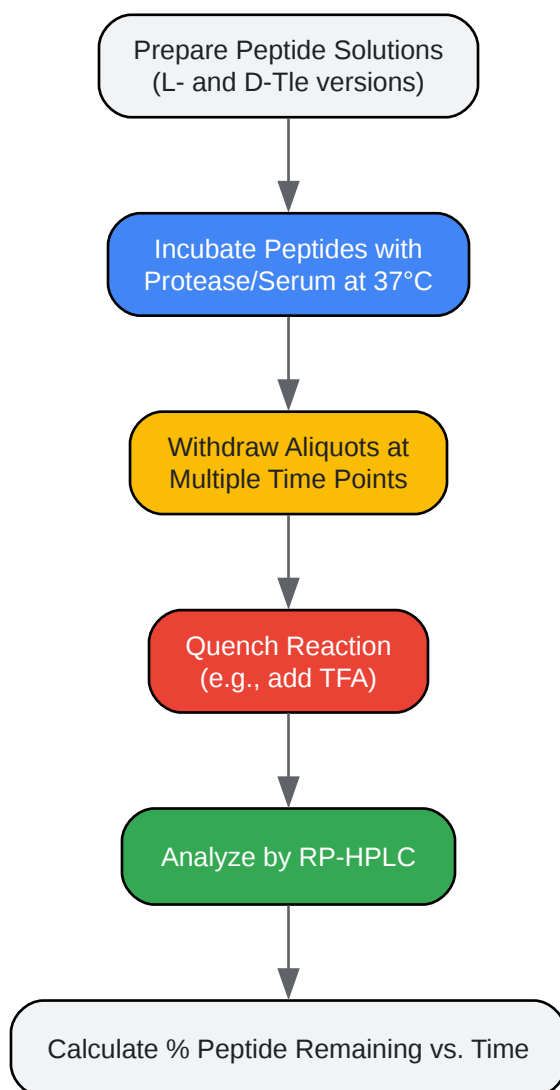 Prepare Peptide Solutions
(L- and D-Tle versions)
Incubate Peptides with
Protease/Serum at 37°C
Withdraw Aliquots at
Multiple Time Points
Quench Reaction
(e.g., add TFA)
Analyze by RP-HPLC
Calculate % Peptide Remaining vs. Time